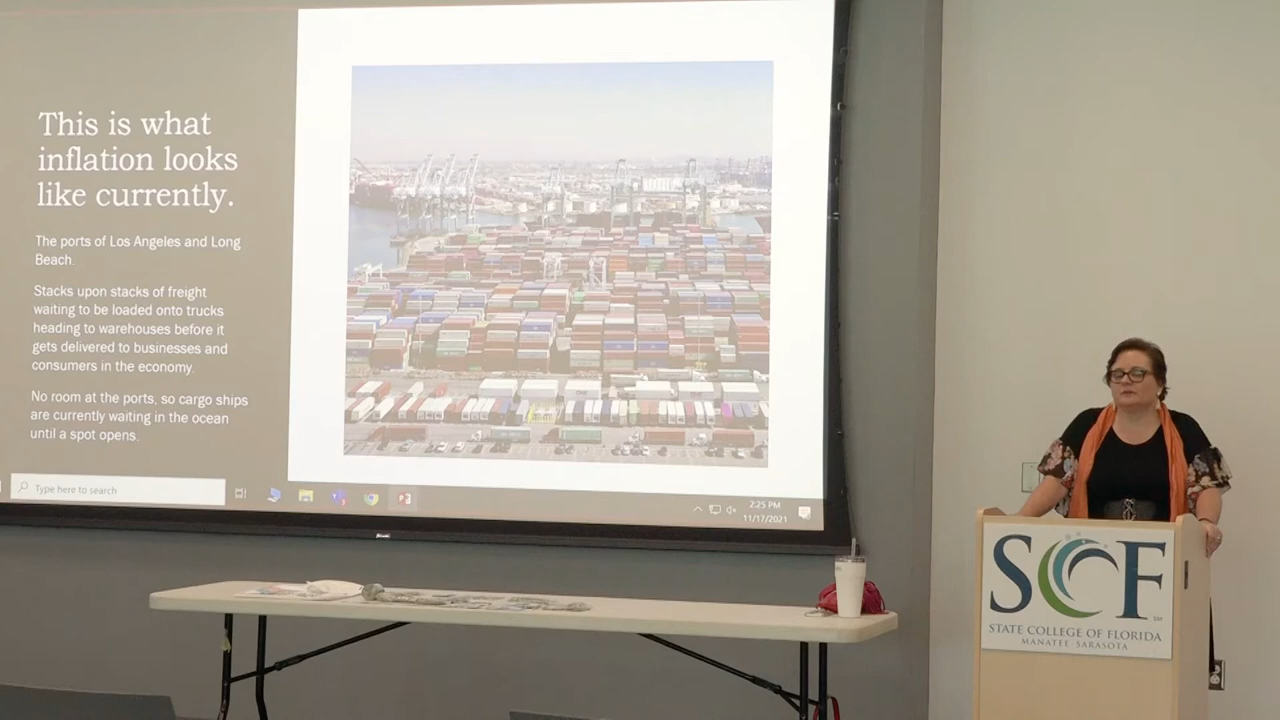 This is what
inflation looks
like currently.
The ports of Los Angeles and Long
Beach.
Stacks upon stacks of freight
waiting to be loaded onto trucks
heading to warehouses before it
gets delivered to businesses and
consumers in the economy.
No room at the ports, so cargo ships
are currently waiting in the ocean
until a spot opens.
Type here to search
2:25 PM
11/17/2021
SCF
SM
STATE COLLEGE OF FLORIDA
MANATEE-SARASOTA